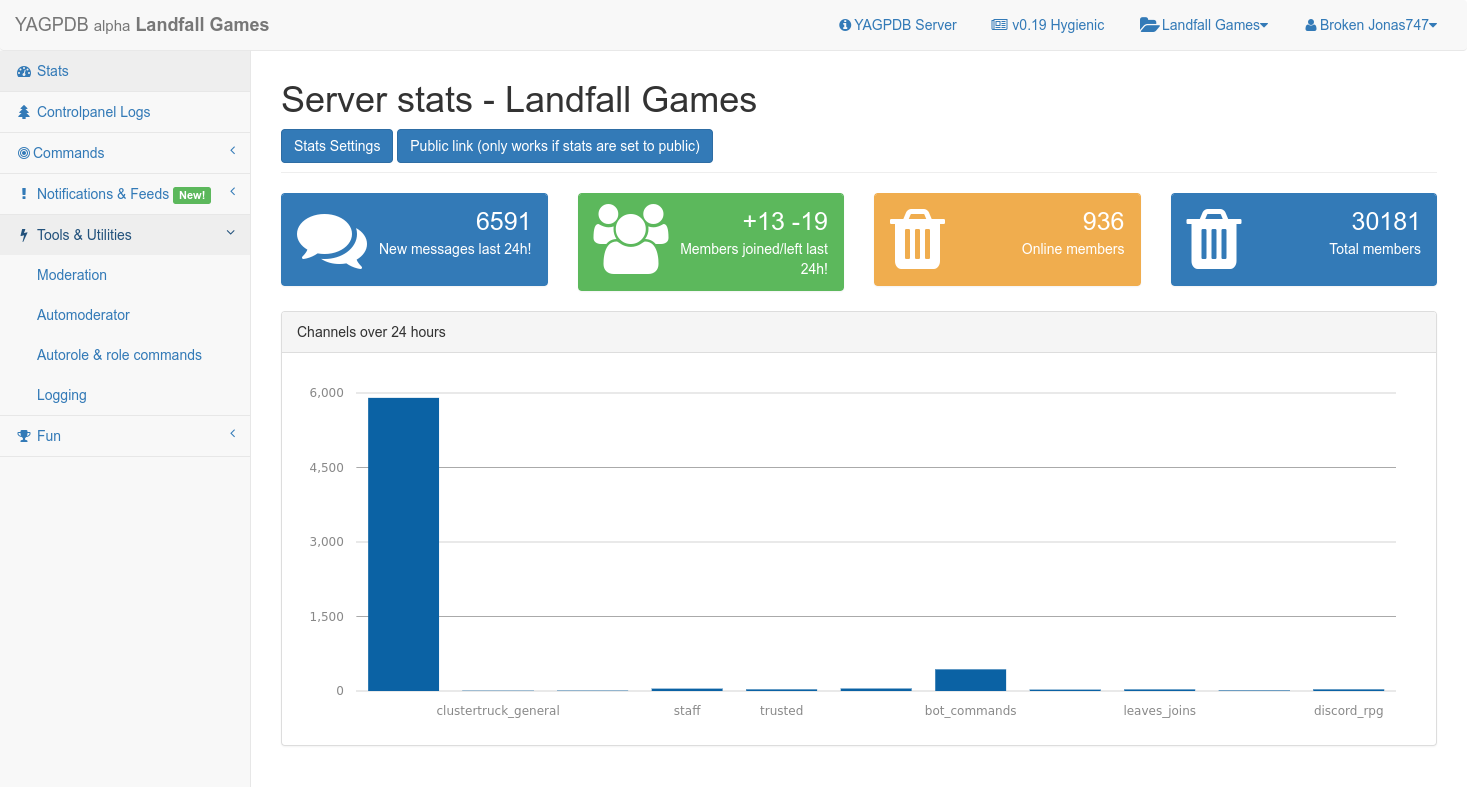 YAGPDB alpha Landfall Games
YAGPDB Server
v0.19 Hygienic
Landfall Games
Broken Jonas747
Stats
Controlpanel Logs
Commands
Notifications & Feeds New!
Tools & Utilities
Moderation
Automoderator
Autorole & role commands
Logging
Fun
Server stats - Landfall Games
Stats Settings
Public link (only works if stats are set to public)
6591
New messages last 24h!
+13 -19
Members joined/left last
24h!
936
Online members
30181
Total members
Channels over 24 hours
6,000
4,500
3,000
1,500
0
clustertruck_general
staff
trusted
bot_commands
leaves_joins
discord_rpg